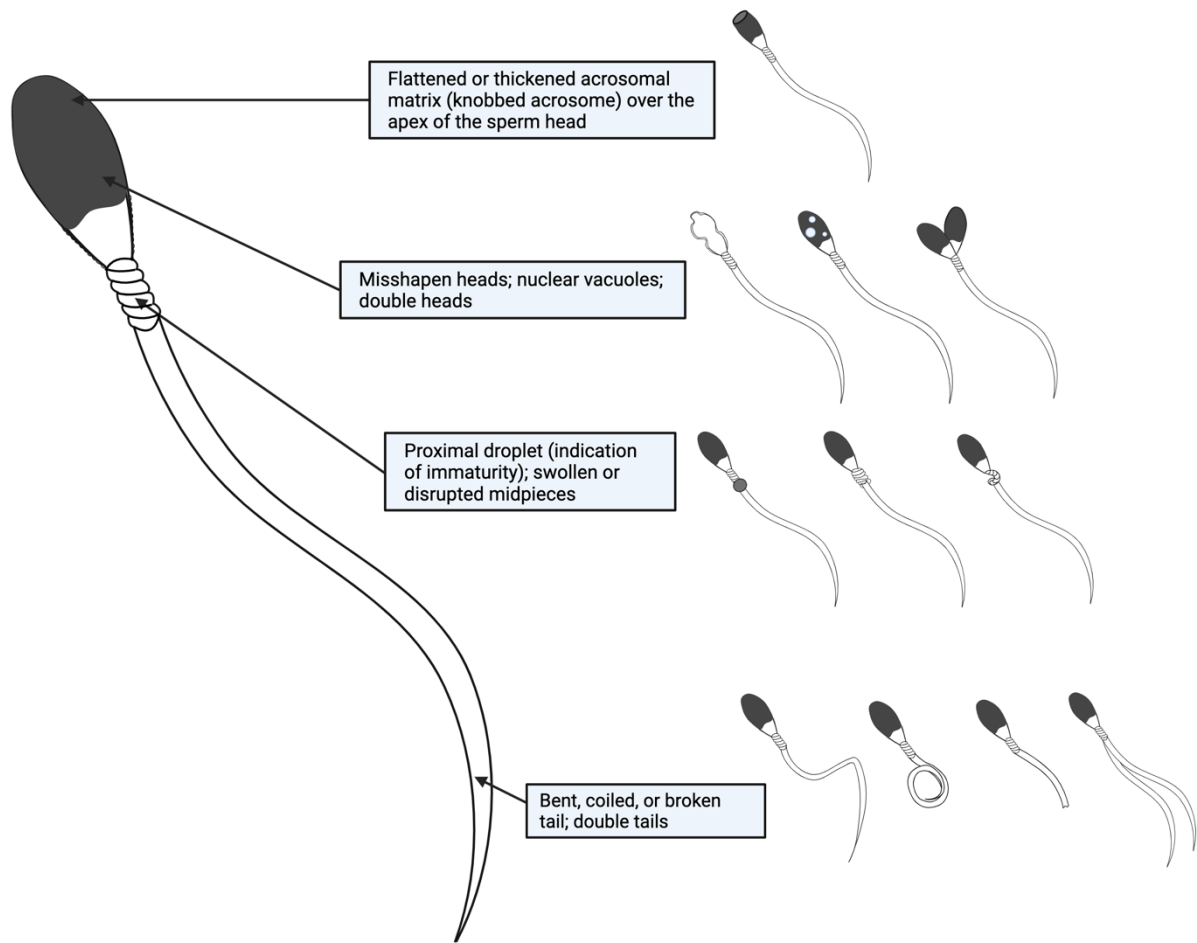 Flattened or thickened acrosomal
matrix (knobbed acrosome) over the
apex of the sperm head
Misshapen heads; nuclear vacuoles;
double heads
Proximal droplet (indication
of immaturity); swollen or
disrupted midpieces
Bent, coiled, or broken
tail; double tails